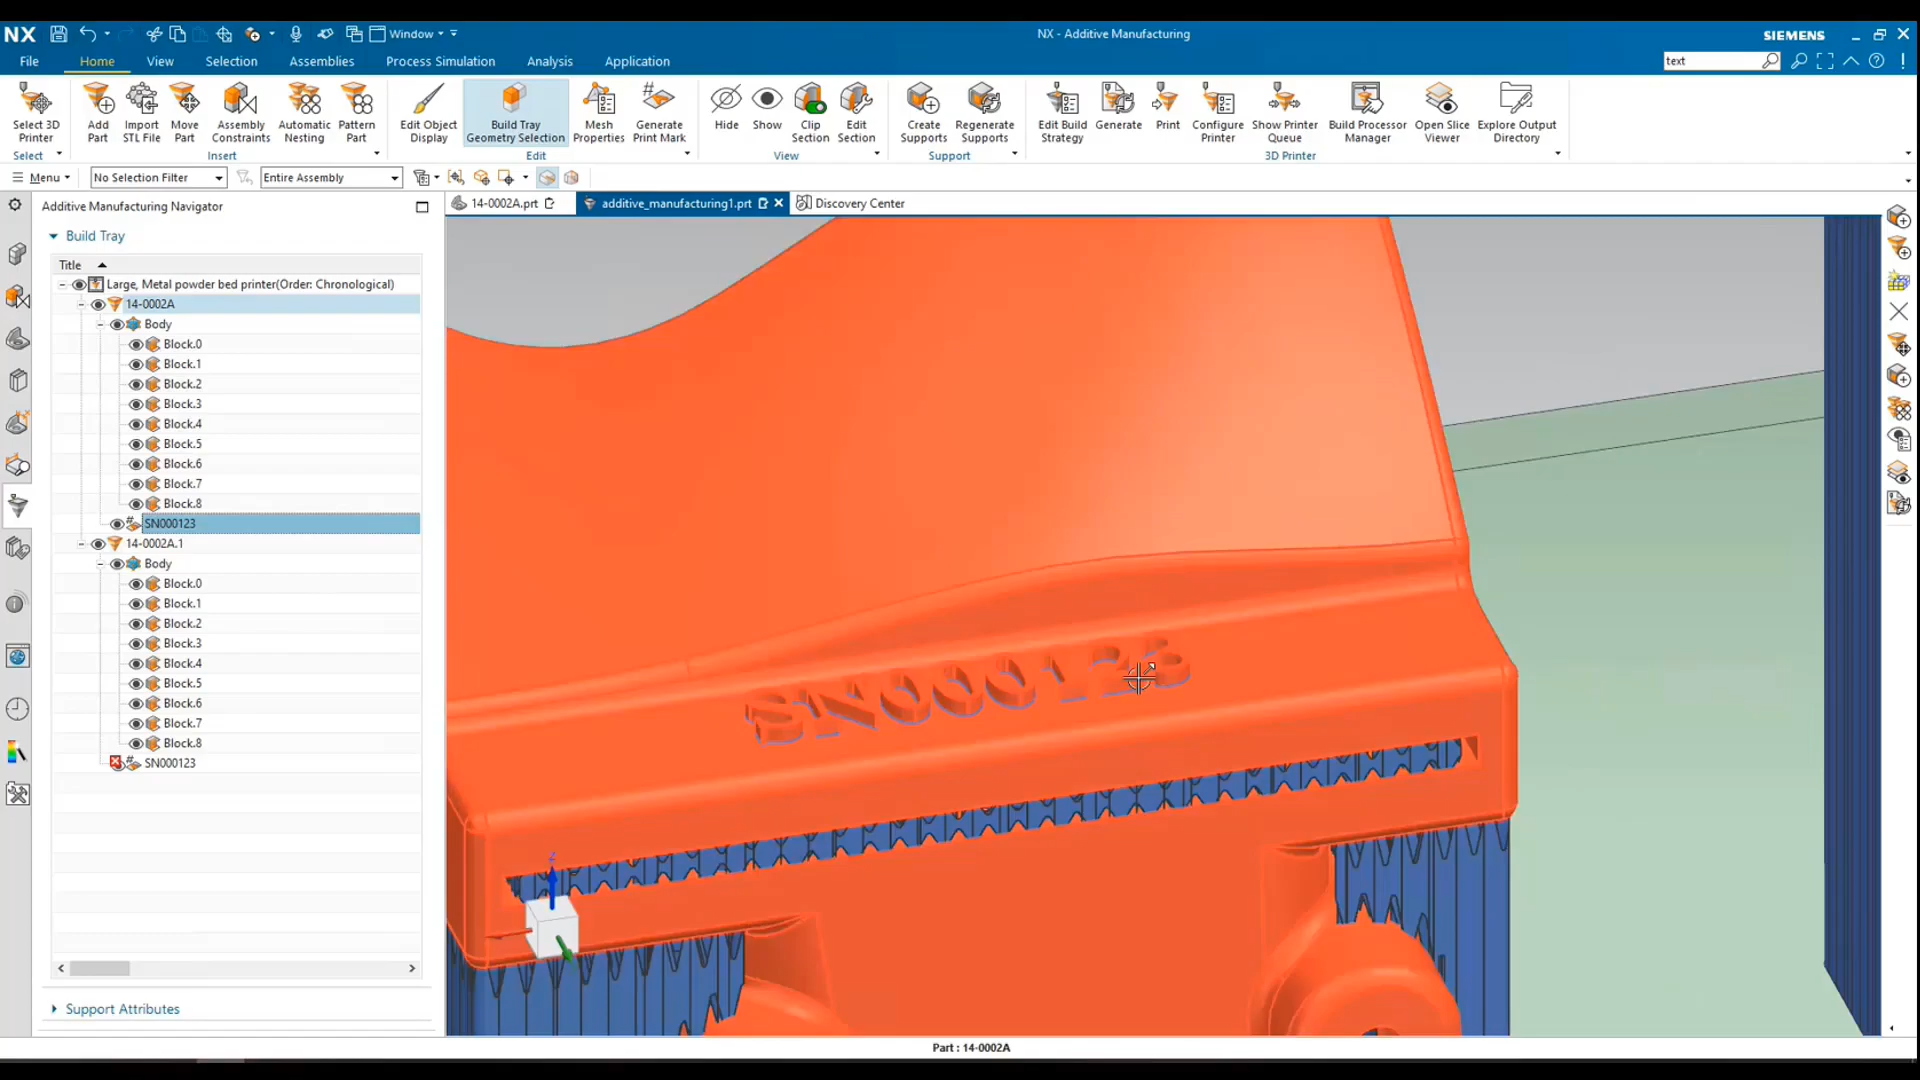 NX
Window
NX - Additive Manufacturing
SIEMENS
File
Home
View
Selection
Assemblies
Process Simulation
Analysis
Application
text
Select 3D Printer
Add Part
Import STL File
Move Part
Assembly Constraints
Automatic Nesting
Pattern Part
Edit Object Display
Build Tray Geometry Selection
Mesh Properties
Generate Print Mark
Hide
Show
Clip Section
Edit Section
Create Supports
Regenerate Supports
Edit Build Strategy
Generate
Print
Configure Printer
Show Printer Queue
Build Processor Manager
Open Slice Viewer
Explore Output Directory
Select
Insert
Edit
View
Support
3D Printer
Menu
No Selection Filter
Entire Assembly
Additive Manufacturing Navigator
14-0002A.prt
additive_manufacturing1.prt
Discovery Center
Build Tray
Title
Large, Metal powder bed printer(Order: Chronological)
14-0002A
Body
Block.0
Block.1
Block.2
Block.3
Block.4
Block.5
Block.6
Block.7
Block.8
SN000123
14-0002A.1
Body
Block.0
Block.1
Block.2
Block.3
Block.4
Block.5
Block.6
Block.7
Block.8
SN000123
SN000123
Z
Support Attributes
Part : 14-0002A